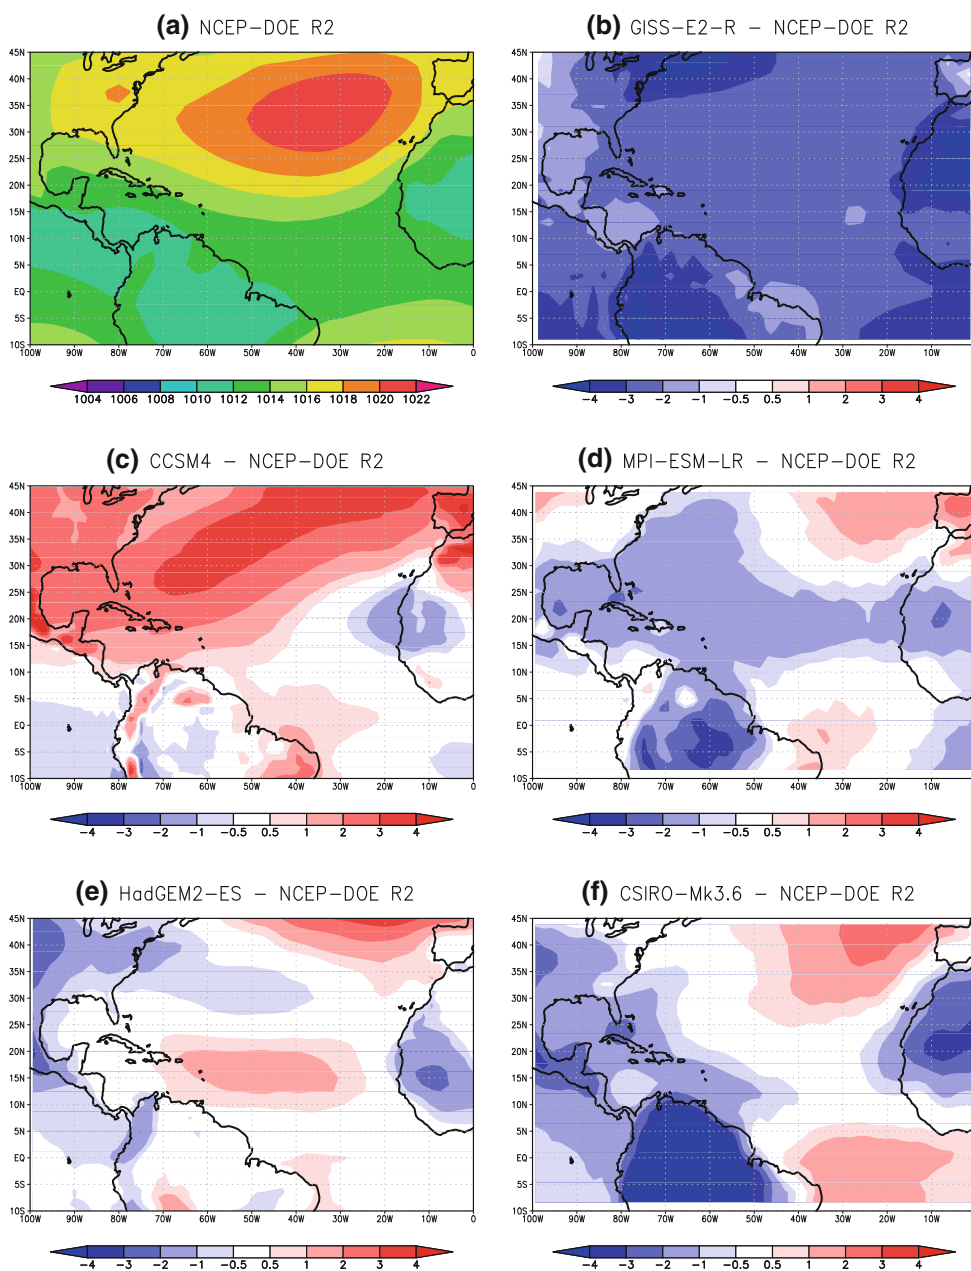 (a) NCEP-DOE R2
45N
40N
35N
30N
25N
20N
15N
10N
5N
EQ
5S
10S
100W 90W 80W 70W 60W 50W 40W 30W 20W 10W 0
1004 1006 1008 1010 1012 1014 1016 1018 1020 1022
(b) GISS-E2-R - NCEP-DOE R2
45N
40N
35N
30N
25N
20N
15N
10N
5N
EQ
5S
10S
100W 90W 80W 70W 60W 50W 40W 30W 20W 10W
-4 -3 -2 -1 -0.5 0.5 1 2 3 4
(c) CCSM4 - NCEP-DOE R2
45N
40N
35N
30N
25N
20N
15N
10N
5N
EQ
5S
10S
100W 90W 80W 70W 60W 50W 40W 30W 20W 10W 0
-4 -3 -2 -1 -0.5 0.5 1 2 3 4
(d) MPI-ESM-LR - NCEP-DOE R2
45N
40N
35N
30N
25N
20N
15N
10N
5N
EQ
5S
10S
100W 90W 80W 70W 60W 50W 40W 30W 20W 10W
-4 -3 -2 -1 -0.5 0.5 1 2 3 4
(e) HadGEM2-ES - NCEP-DOE R2
45N
40N
35N
30N
25N
20N
15N
10N
5N
EQ
5S
10S
100W 90W 80W 70W 60W 50W 40W 30W 20W 10W 0
-4 -3 -2 -1 -0.5 0.5 1 2 3 4
(f) CSIRO-Mk3.6 - NCEP-DOE R2
45N
40N
35N
30N
25N
20N
15N
10N
5N
EQ
5S
10S
100W 90W 80W 70W 60W 50W 40W 30W 20W 10W
-4 -3 -2 -1 -0.5 0.5 1 2 3 4